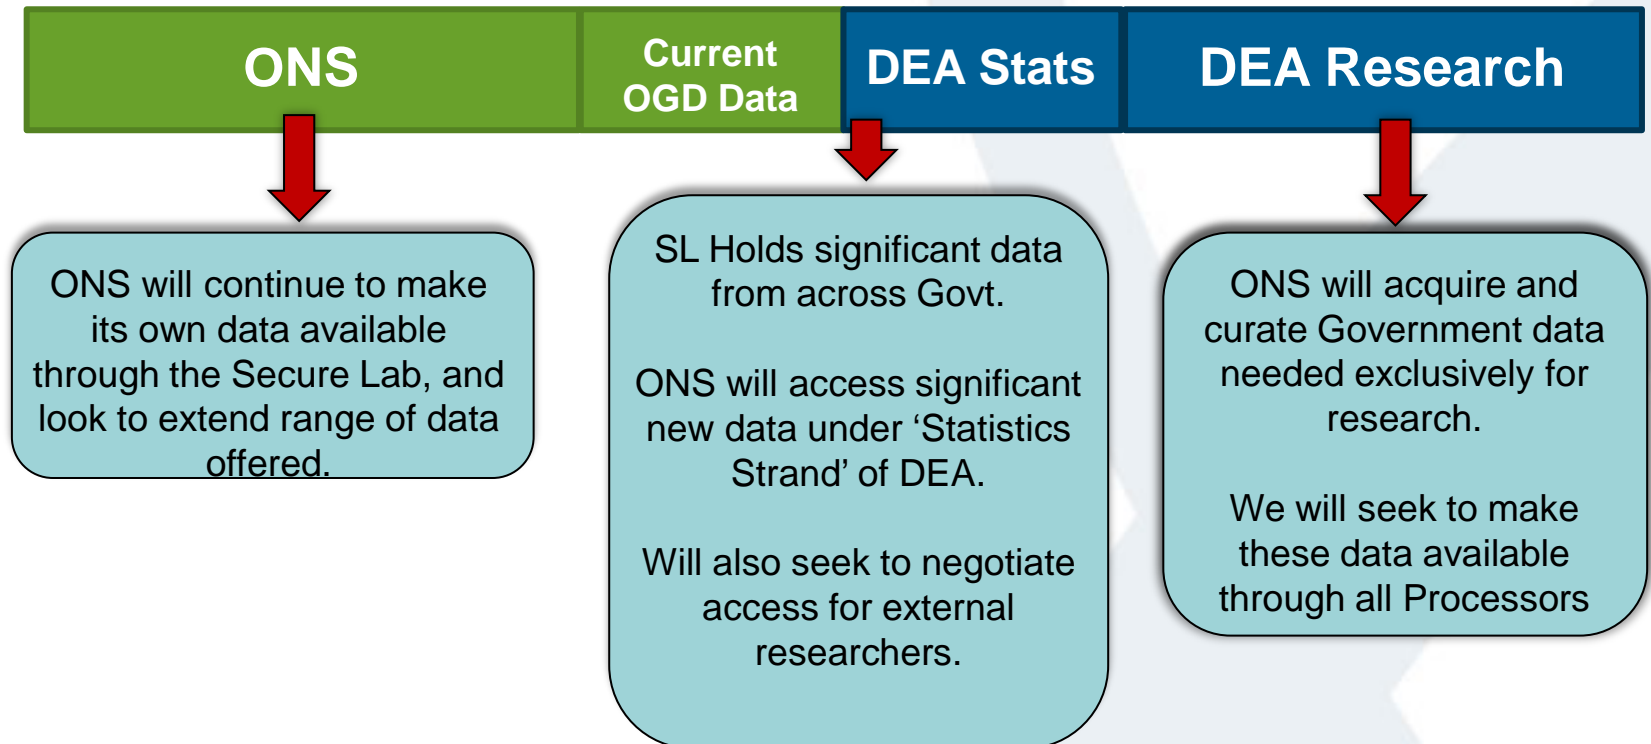 ONS
Current
OGD Data
DEA Stats
DEA Research
ONS will continue to make
its own data available
through the Secure Lab, and
look to extend range of data
offered.
SL Holds significant data
from across Govt.
ONS will access significant
new data under ‘Statistics
Strand’ of DEA.
Will also seek to negotiate
access for external
researchers.
ONS will acquire and
curate Government data
needed exclusively for
research.
We will seek to make
these data available
through all Processors